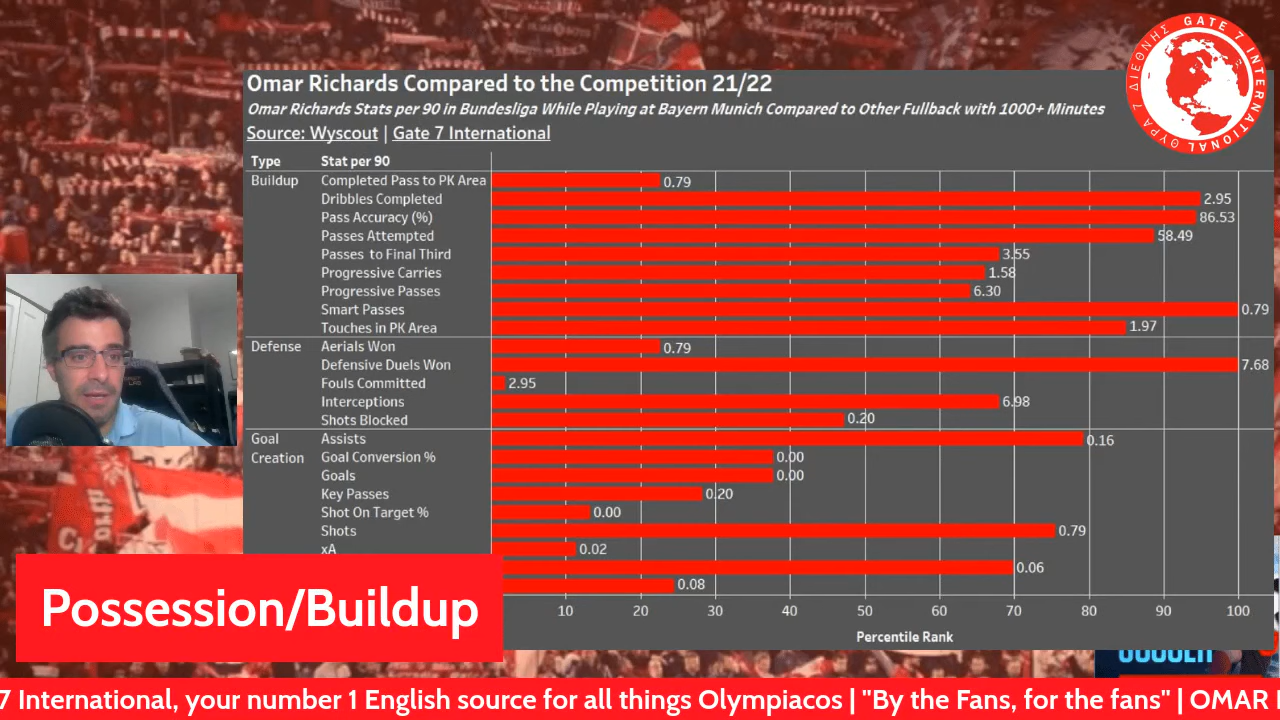 GATE 7 INTERNATIONAL
ΘΥΡΑ 7 ΔΙΕΘΝΗΣ
Omar Richards Compared to the Competition 21/22
Omar Richards Stats per 90 in Bundesliga While Playing at Bayern Munich Compared to Other Fullback with 1000+ Minutes
Source: Wyscout | Gate 7 International
Type Stat per 90
Buildup Completed Pass to PK Area 0.79
Dribbles Completed 2.95
Pass Accuracy (%) 86.53
Passes Attempted 58.49
Passes to Final Third 3.55
Progressive Carries 1.58
Progressive Passes 6.30
Smart Passes 0.79
Touches in PK Area 1.97
Defense Aerials Won 0.79
Defensive Duels Won 7.68
Fouls Committed 2.95
Interceptions 6.98
Shots Blocked 0.20
Goal Assists 0.16
Creation Goal Conversion % 0.00
Goals 0.00
Key Passes 0.20
Shot On Target % 0.00
Shots 0.79
xA 0.02
0.06
0.08
10 20 30 40 50 60 70 80 90 100
Percentile Rank
Possession/Buildup
7 International, your number 1 English source for all things Olympiacos | "By the Fans, for the fans" | OMAR